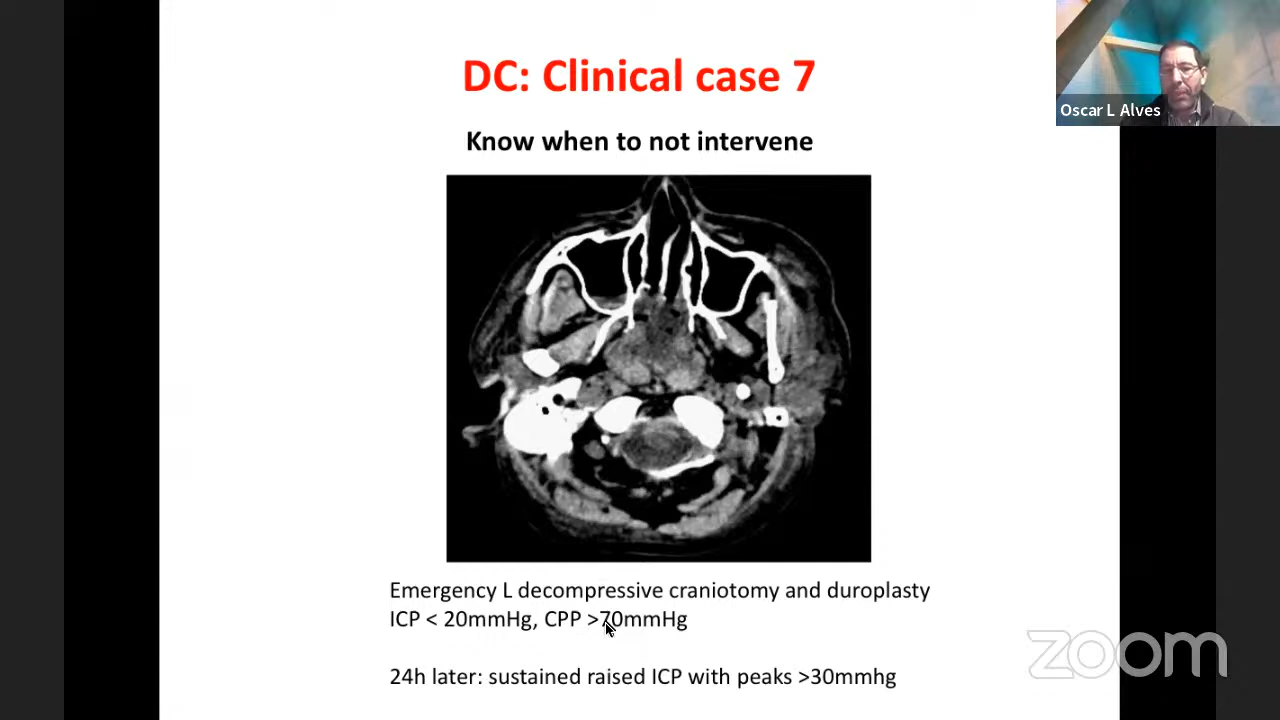 DC: Clinical case 7
Oscar L Alves
Know when to not intervene
Emergency L decompressive craniotomy and duroplasty
ICP < 20mmHg, CPP >70mmHg
24h later: sustained raised ICP with peaks >30mmhg
zoom